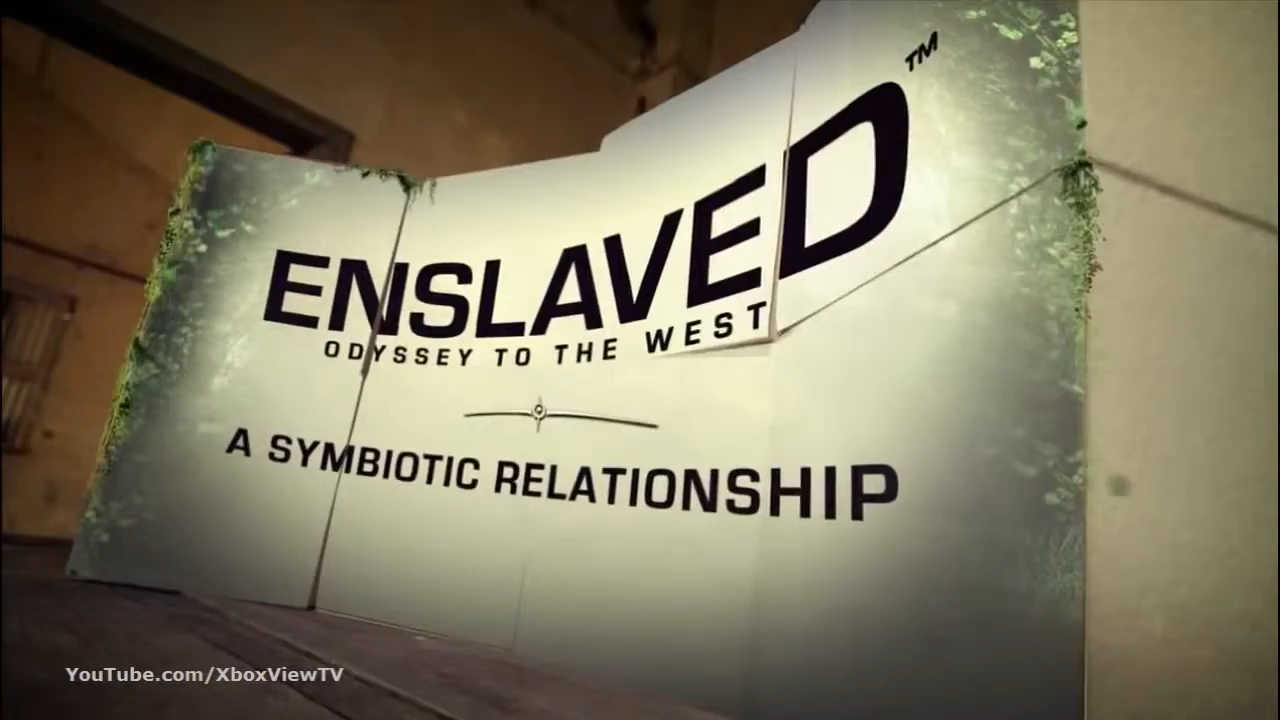 ENSLAVED™
ODYSSEY TO THE WEST
A SYMBIOTIC RELATIONSHIP
YouTube.com/XboxViewTV